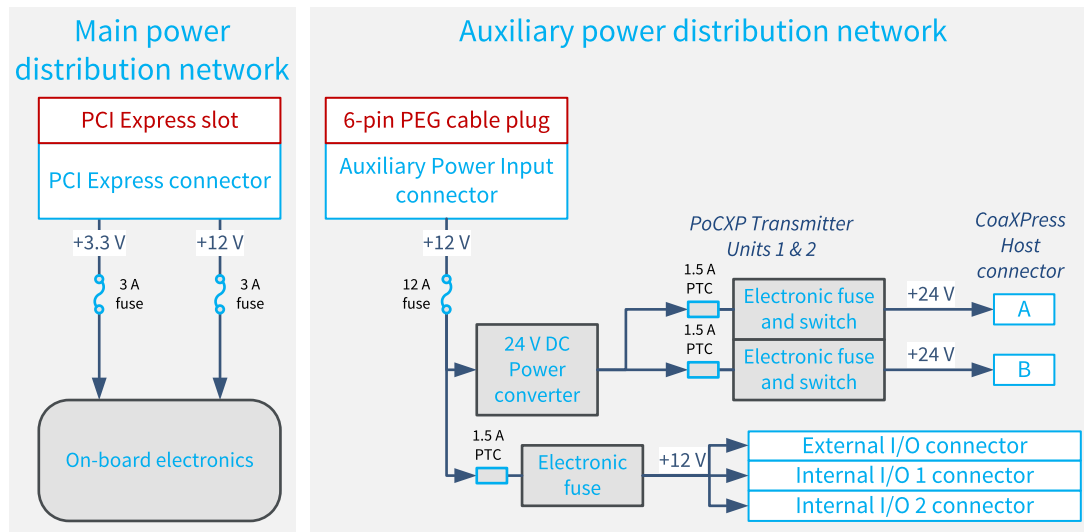 Main power
distribution network
PCI Express slot
PCI Express connector
+3.3 V
+12 V
3 A
fuse
3 A
fuse
On-board electronics
Auxiliary power distribution network
6-pin PEG cable plug
Auxiliary Power Input
connector
+12 V
12 A
fuse
24 V DC
Power
converter
PoCXP Transmitter
Units 1 & 2
CoaXPress
Host
connector
1.5 A
PTC
Electronic fuse
and switch
+24 V
A
1.5 A
PTC
Electronic fuse
and switch
+24 V
B
1.5 A
PTC
Electronic
fuse
+12 V
External I/O connector
Internal I/O 1 connector
Internal I/O 2 connector